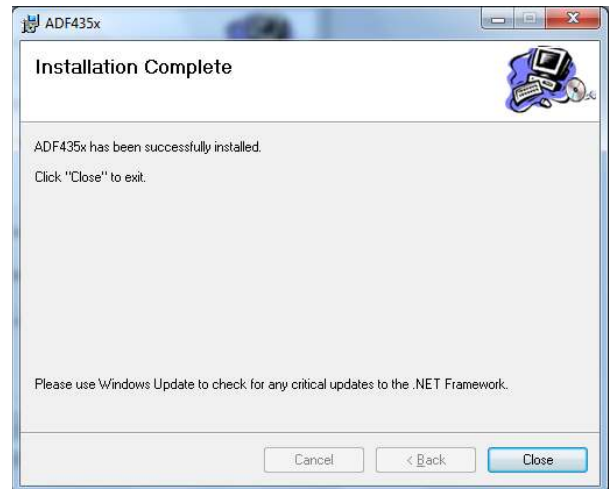 ADF435x
Installation Complete
ADF435x has been successfully installed.
Click "Close" to exit.
Please use Windows Update to check for any critical updates to the .NET Framework.
Cancel
< Back
Close